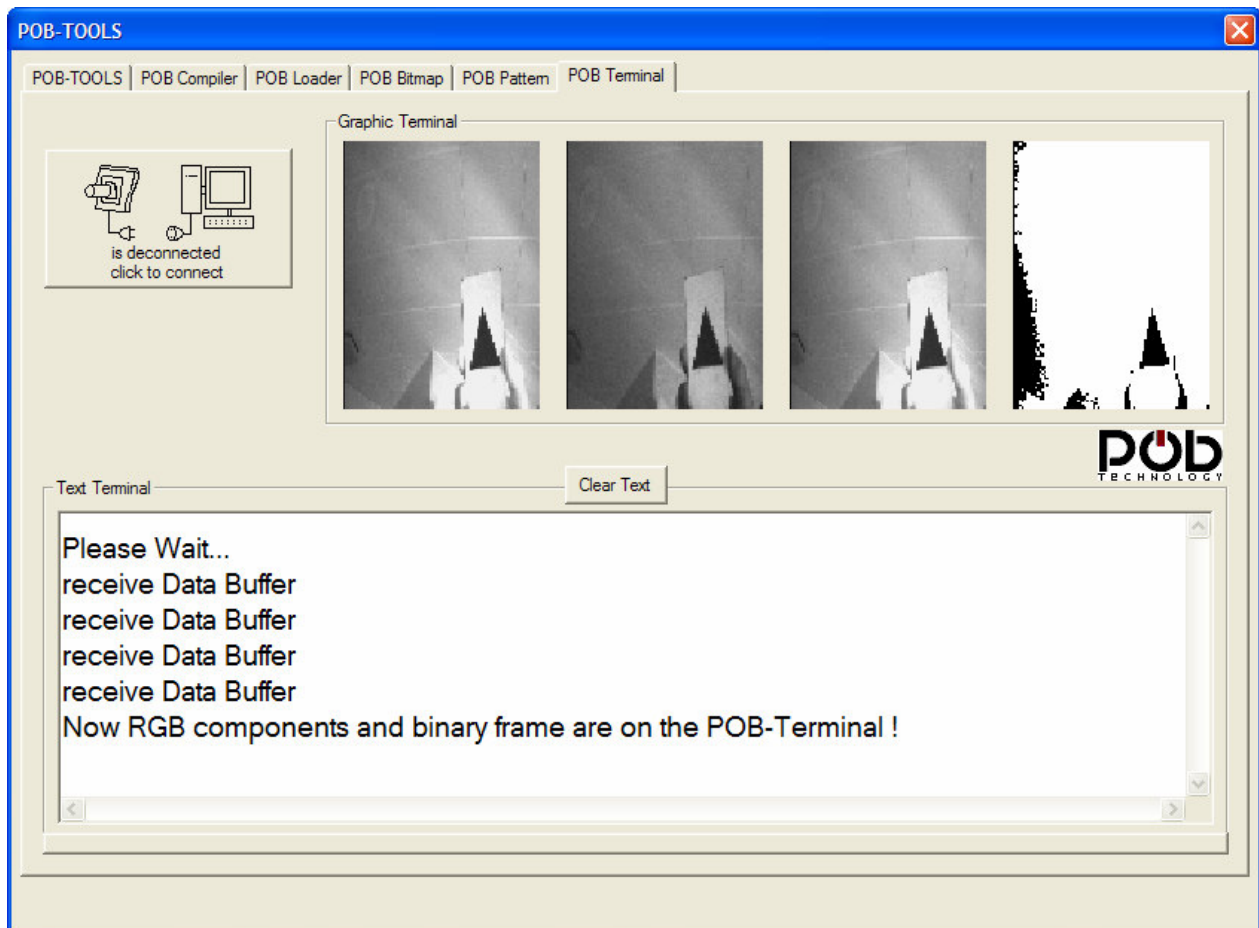 POB-TOOLS
POB-TOOLS POB Compiler POB Loader POB Bitmap POB Pattern POB Terminal
is deconnected
click to connect
Graphic Terminal
POB
TECHNOLOGY
Text Terminal
Clear Text
Please Wait...
receive Data Buffer
receive Data Buffer
receive Data Buffer
receive Data Buffer
Now RGB components and binary frame are on the POB-Terminal !